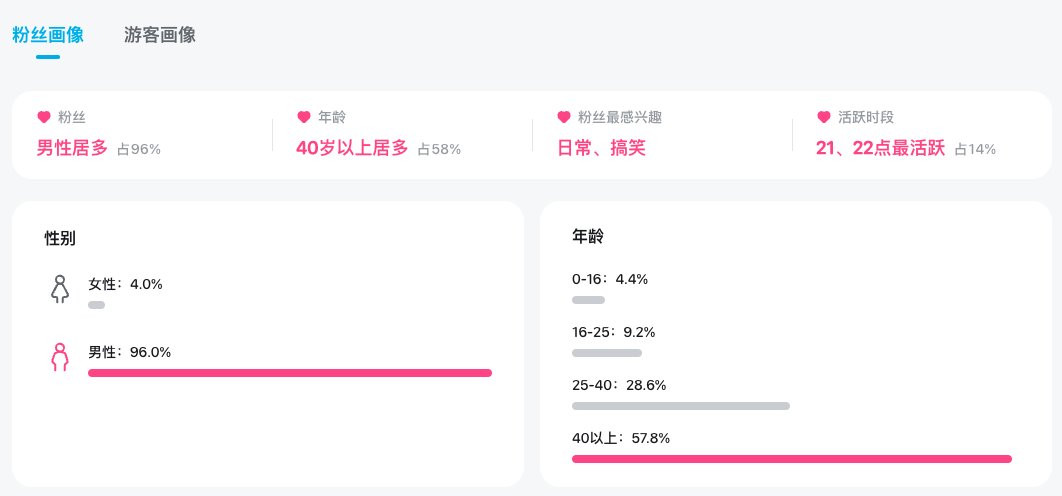 粉丝画像 游客画像
粉丝 年龄 粉丝最感兴趣 活跃时段
男性居多 占96% 40岁以上居多 占58% 日常、搞笑 21、22点最活跃 占14%
性别
女性：4.0%
男性：96.0%
年龄
0-16：4.4%
16-25：9.2%
25-40：28.6%
40以上：57.8%